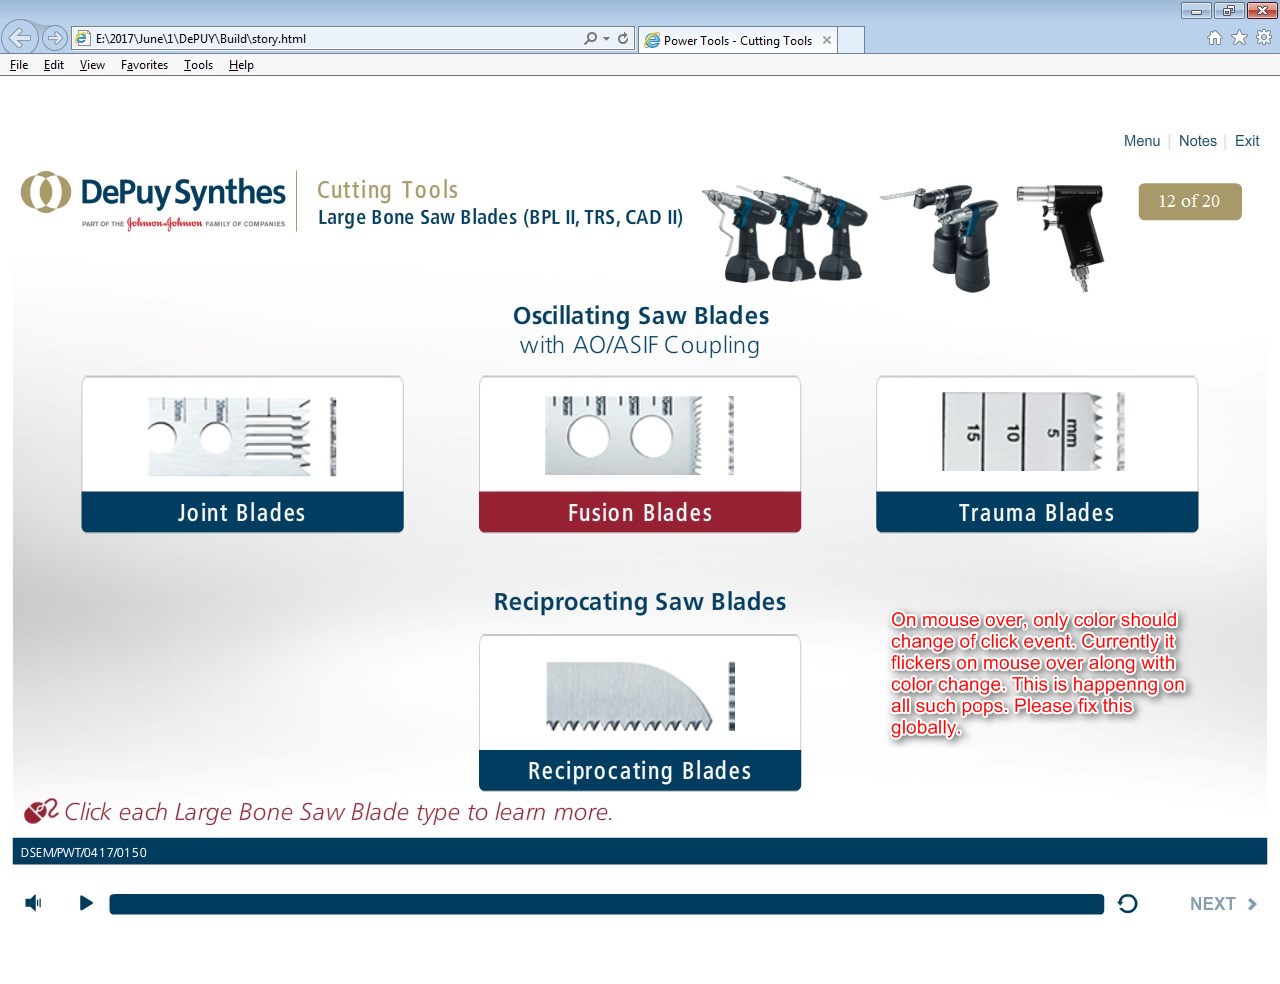 E:\2017\June\1\DePUY\Build\story.html
Power Tools - Cutting Tools
File Edit View Favorites Tools Help
Menu | Notes | Exit
DePuy Synthes
PART OF THE Johnson & Johnson FAMILY OF COMPANIES
Cutting Tools
Large Bone Saw Blades (BPL II, TRS, CAD II)
12 of 20
Oscillating Saw Blades
with AO/ASIF Coupling
15 10 5 mm
Joint Blades
Fusion Blades
Trauma Blades
Reciprocating Saw Blades
On mouse over, only color should
change of click event. Currently it
flickers on mouse over along with
color change. This is happenng on
all such pops. Please fix this
globally.
Reciprocating Blades
Click each Large Bone Saw Blade type to learn more.
DSEM/PWT/0417/0150
NEXT